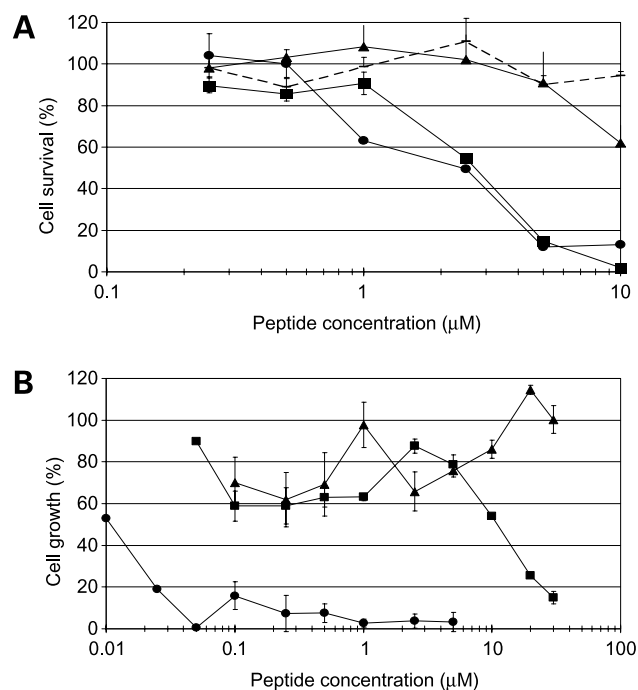 A
120
100
80
60
40
20
0
Cell survival (%)
0.1 1 10
Peptide concentration (µM)
B
120
100
80
60
40
20
0
Cell growth (%)
0.01 0.1 1 10 100
Peptide concentration (µM)